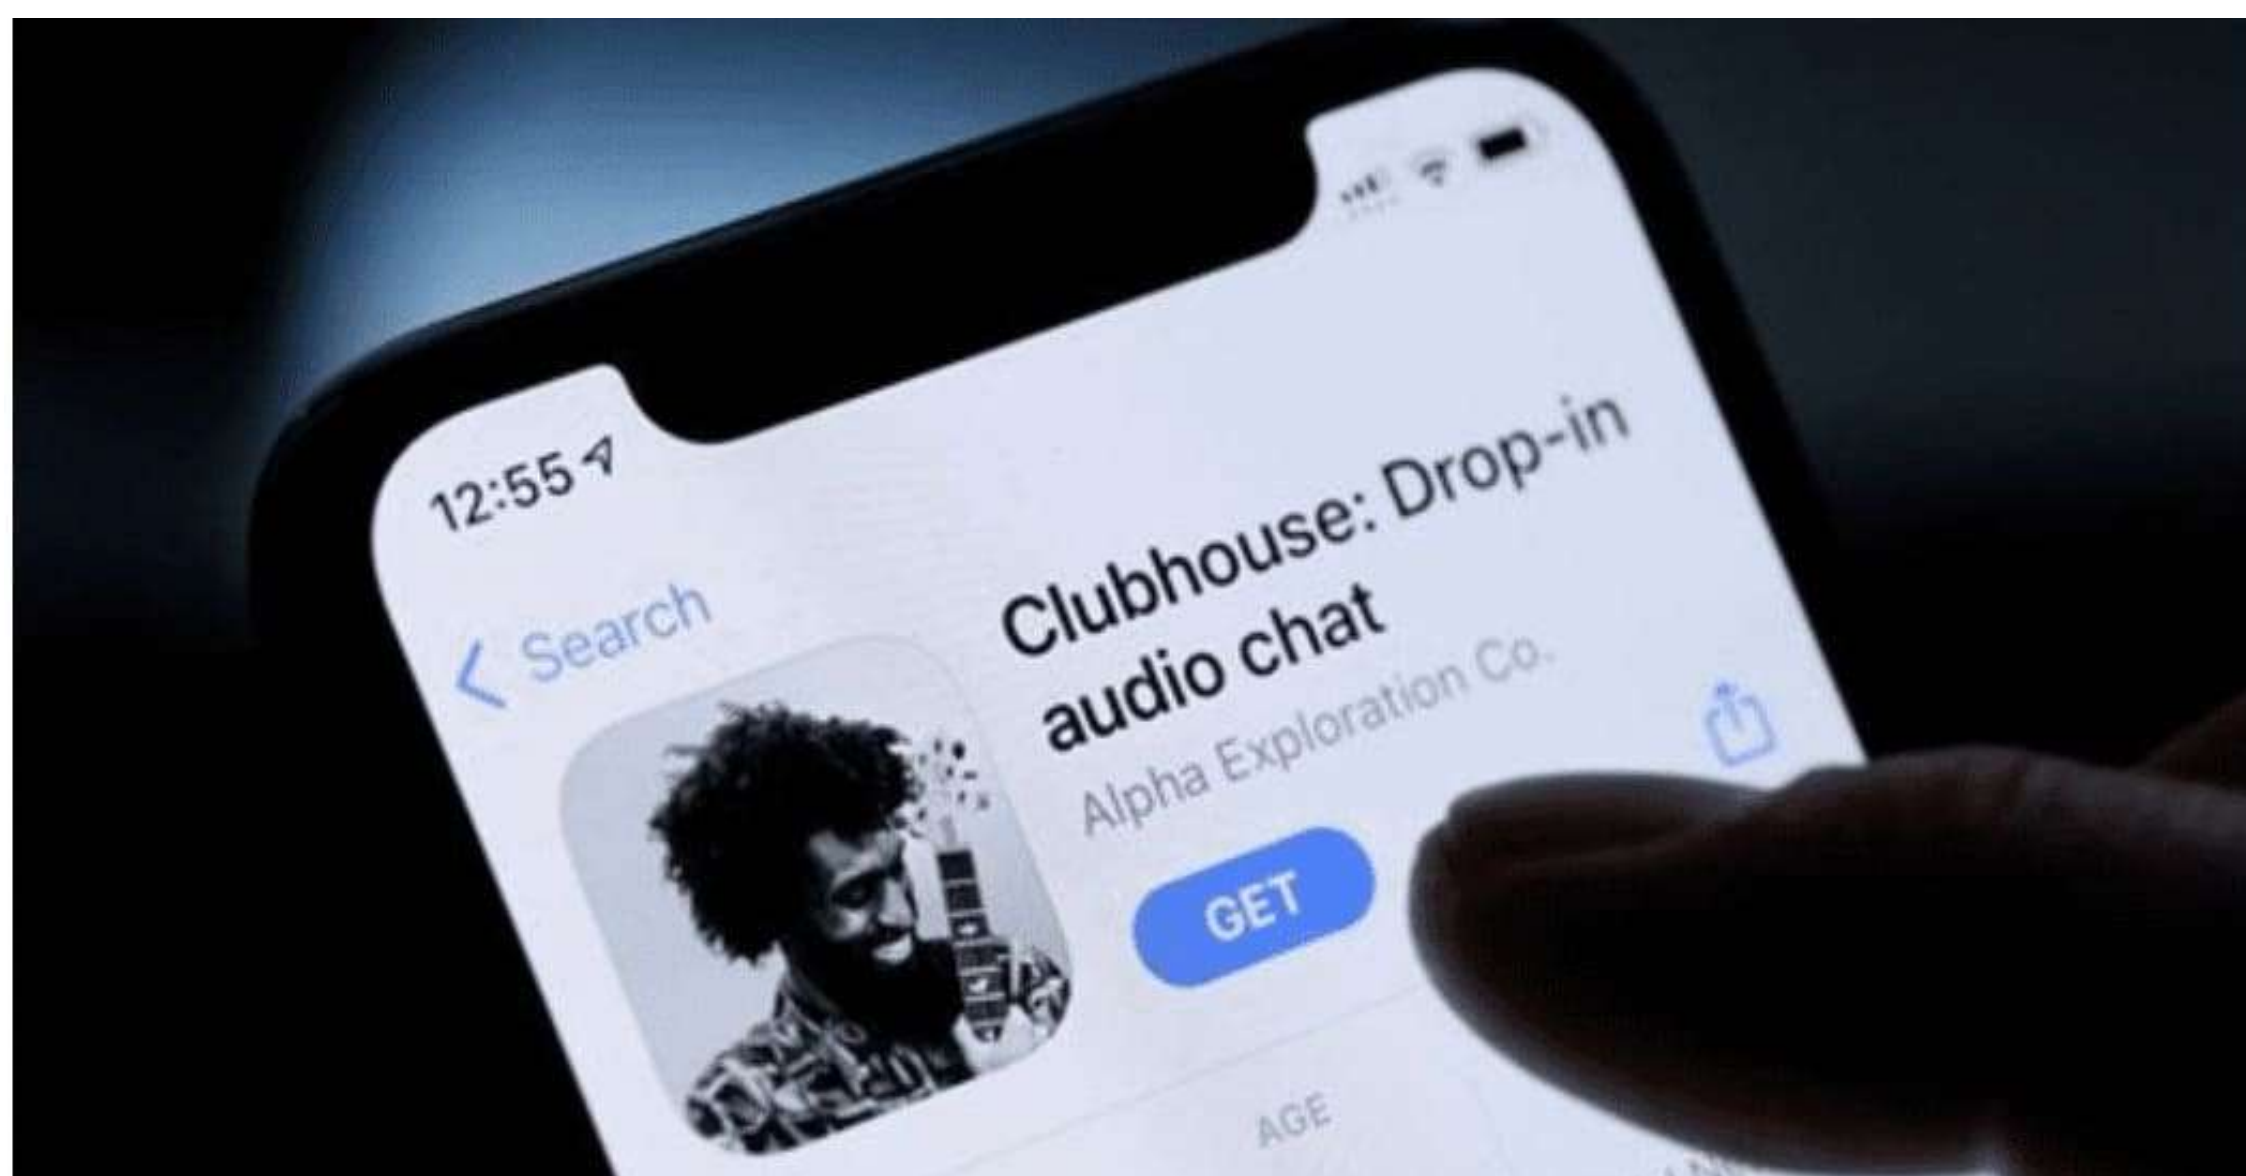 12:55
Search
Clubhouse: Drop-in
audio chat
Alpha Exploration Co.
GET
AGE